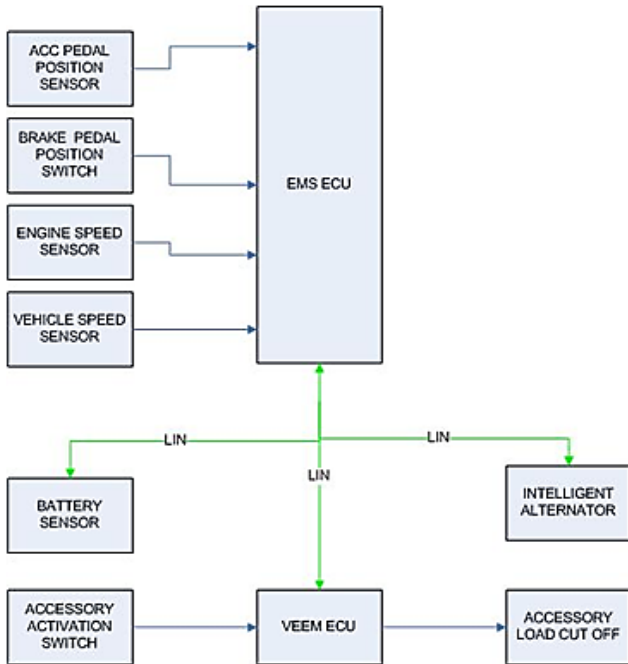 ACC PEDAL
POSITION
SENSOR
BRAKE PEDAL
POSITION
SWITCH
EMS ECU
ENGINE SPEED
SENSOR
VEHICLE SPEED
SENSOR
LIN
LIN
LIN
BATTERY
SENSOR
INTELLIGENT
ALTERNATOR
ACCESSORY
ACTIVATION
SWITCH
VEEM ECU
ACCESSORY
LOAD CUT OFF